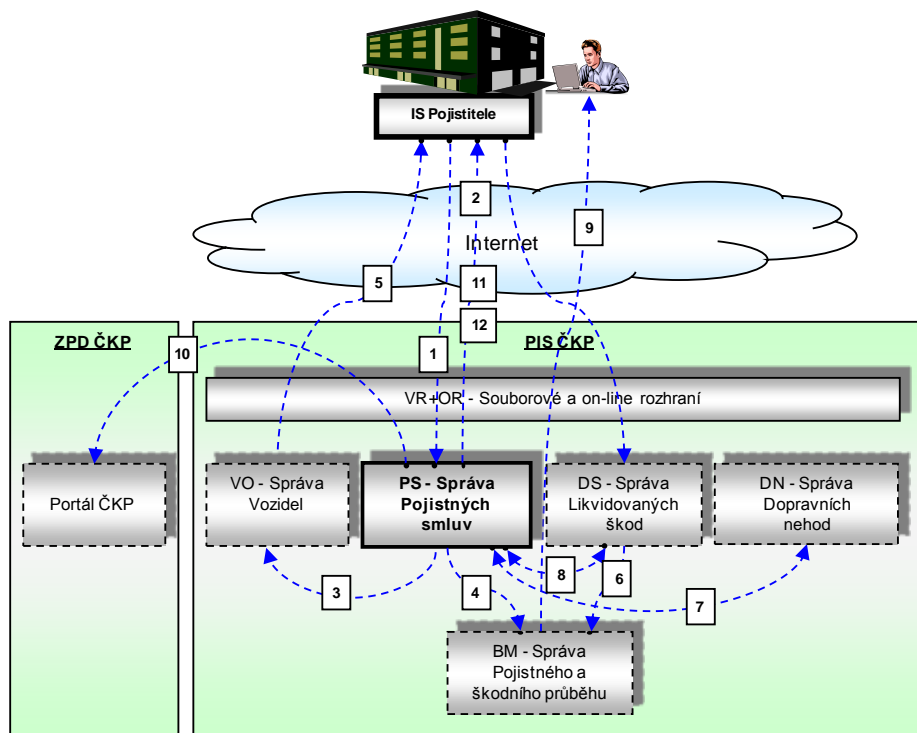 IS Pojistitele
2
9
Internet
5
11
12
ZPD ČKP
10
1
PIS ČKP
VR+OR - Souborové a on-line rozhraní
Portál ČKP
VO - Správa
Vozidel
PS - Správa
Pojistných
smluv
DS - Správa
Likvidovaných
škod
DN - Správa
Dopravních
nehod
3
4
8
6
7
BM - Správa
Pojistného a
škodního průběhu